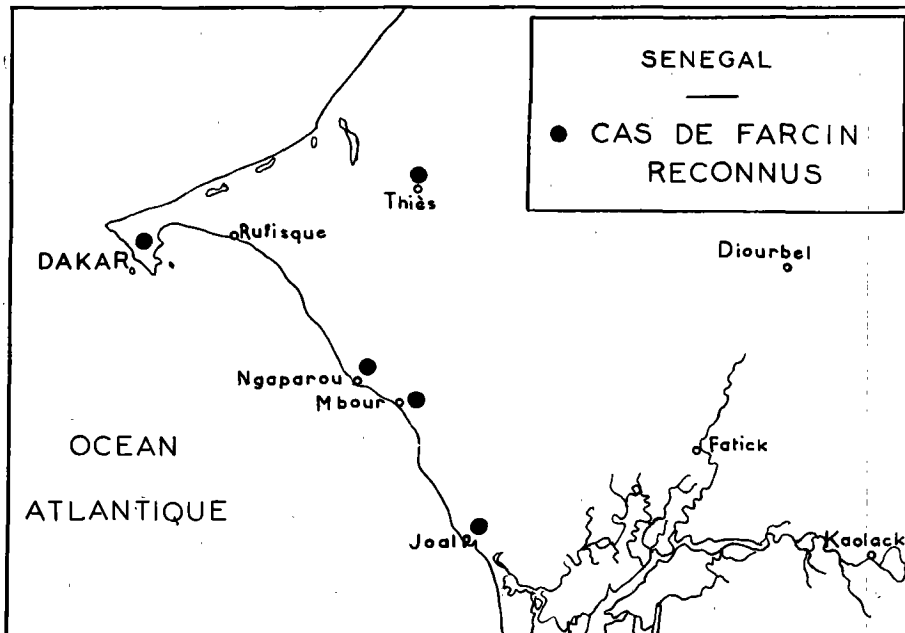 SENEGAL
CAS DE FARCIN
RECONNUS
Thiès
Rufisque
DAKAR
Diourbel
Ngaparou
Mbour
OCEAN
Fatick
ATLANTIQUE
Joal
Kaolack